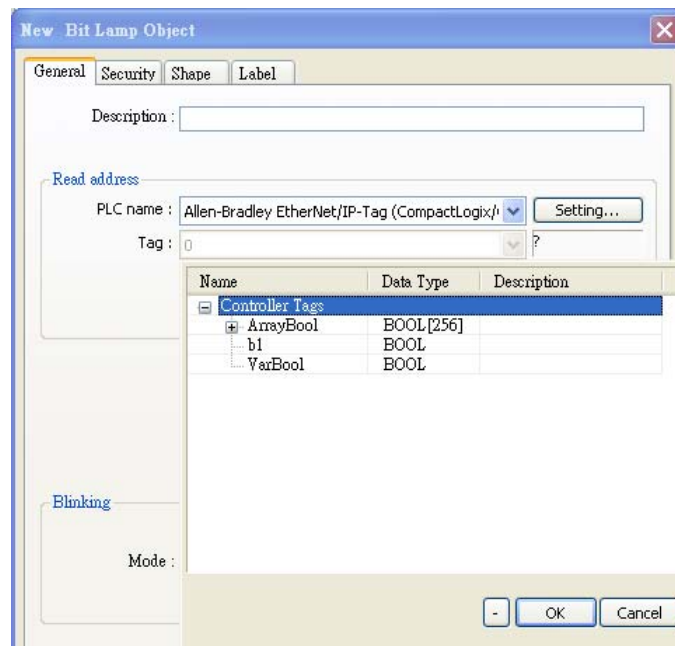 New Bit Lamp Object
General Security Shape Label
Description :
Read address
PLC name : Allen-Bradley EtherNet/IP-Tag (CompactLogix/ Setting...
Tag : 0 ?
Name Data Type Description
Controller Tags
ArrayBool BOOL[256]
b1 BOOL
VarBool BOOL
Blinking
Mode :
- OK Cancel